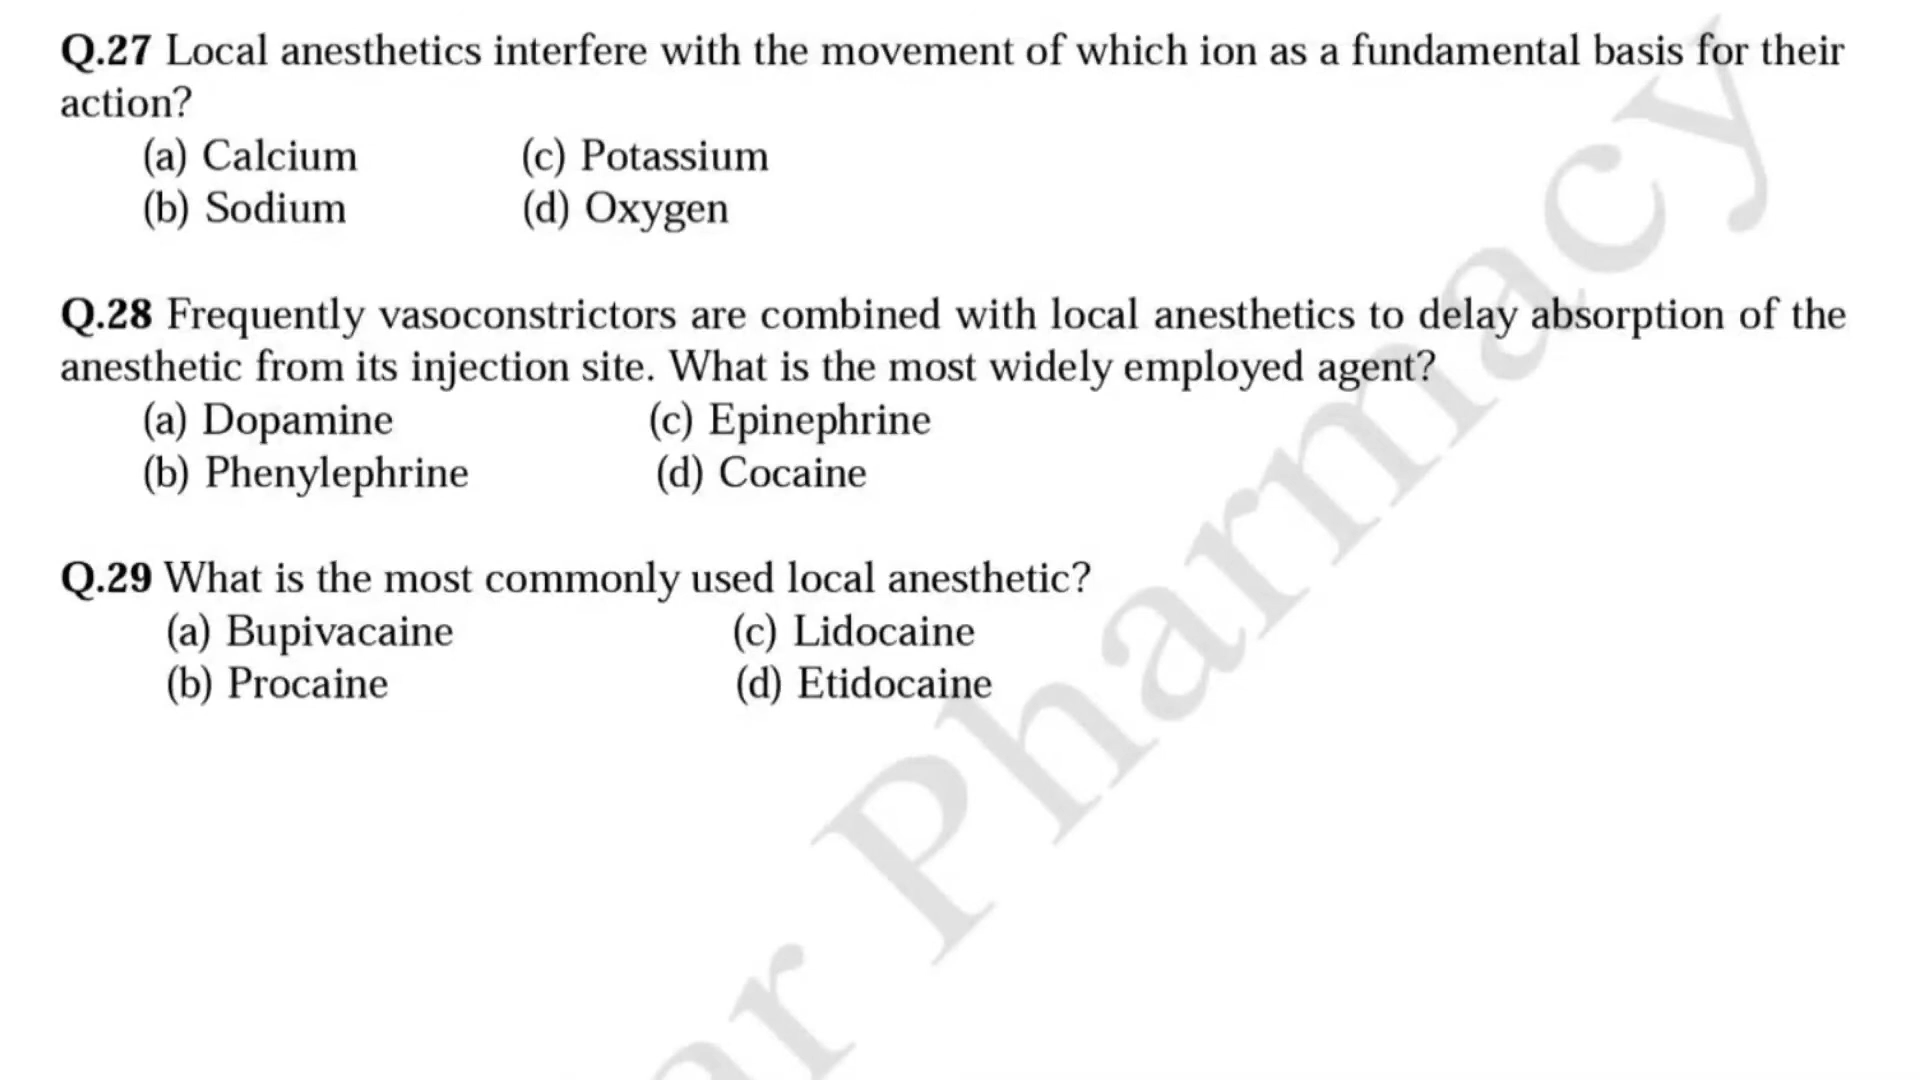 Q.27 Local anesthetics interfere with the movement of which ion as a fundamental basis for their
action?
(a) Calcium (c) Potassium
(b) Sodium (d) Oxygen
Q.28 Frequently vasoconstrictors are combined with local anesthetics to delay absorption of the
anesthetic from its injection site. What is the most widely employed agent?
(a) Dopamine (c) Epinephrine
(b) Phenylephrine (d) Cocaine
Q.29 What is the most commonly used local anesthetic?
(a) Bupivacaine (c) Lidocaine
(b) Procaine (d) Etidocaine
ar Pharmacy